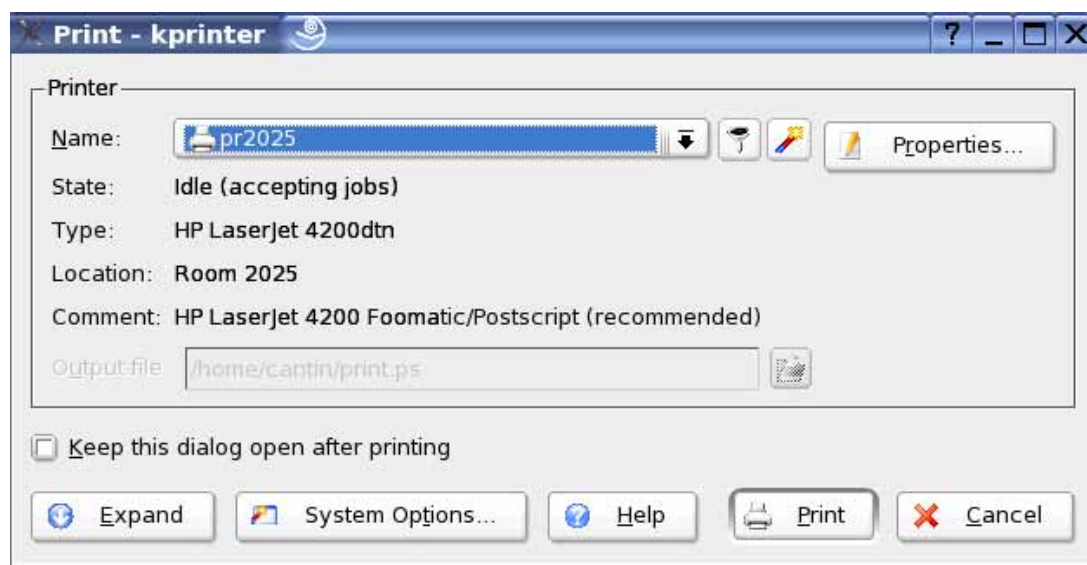 Print - kprinter
Printer
Name: pr2025 Properties...
State: Idle (accepting jobs)
Type: HP LaserJet 4200dtn
Location: Room 2025
Comment: HP LaserJet 4200 Foomatic/Postscript (recommended)
Output file /home/cantin/print.ps
Keep this dialog open after printing
Expand System Options... Help Print Cancel